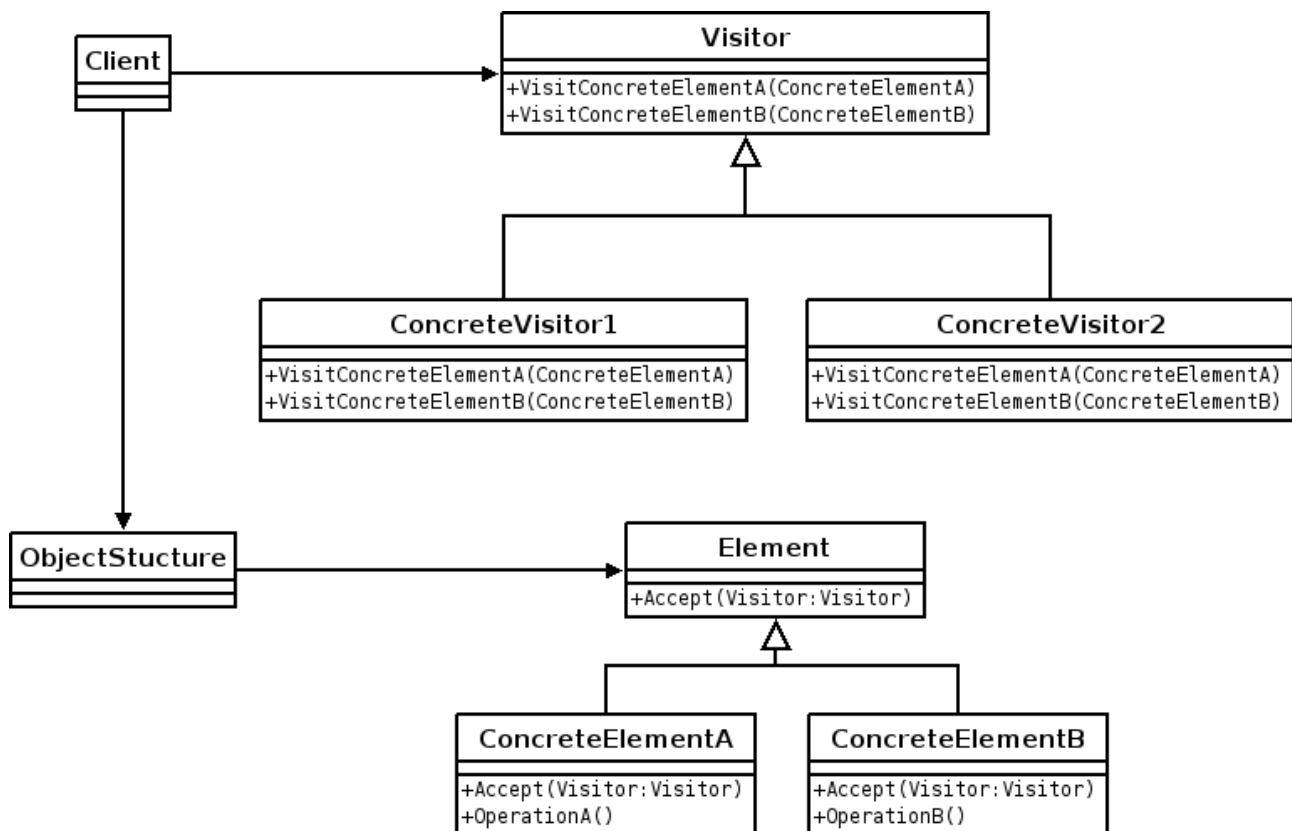 Client
Visitor
+VisitConcreteElementA(ConcreteElementA)
+VisitConcreteElementB(ConcreteElementB)
ConcreteVisitor1
+VisitConcreteElementA(ConcreteElementA)
+VisitConcreteElementB(ConcreteElementB)
ConcreteVisitor2
+VisitConcreteElementA(ConcreteElementA)
+VisitConcreteElementB(ConcreteElementB)
ObjectStucture
Element
+Accept(Visitor:Visitor)
ConcreteElementA
+Accept(Visitor:Visitor)
+OperationA()
ConcreteElementB
+Accept(Visitor:Visitor)
+OperationB()